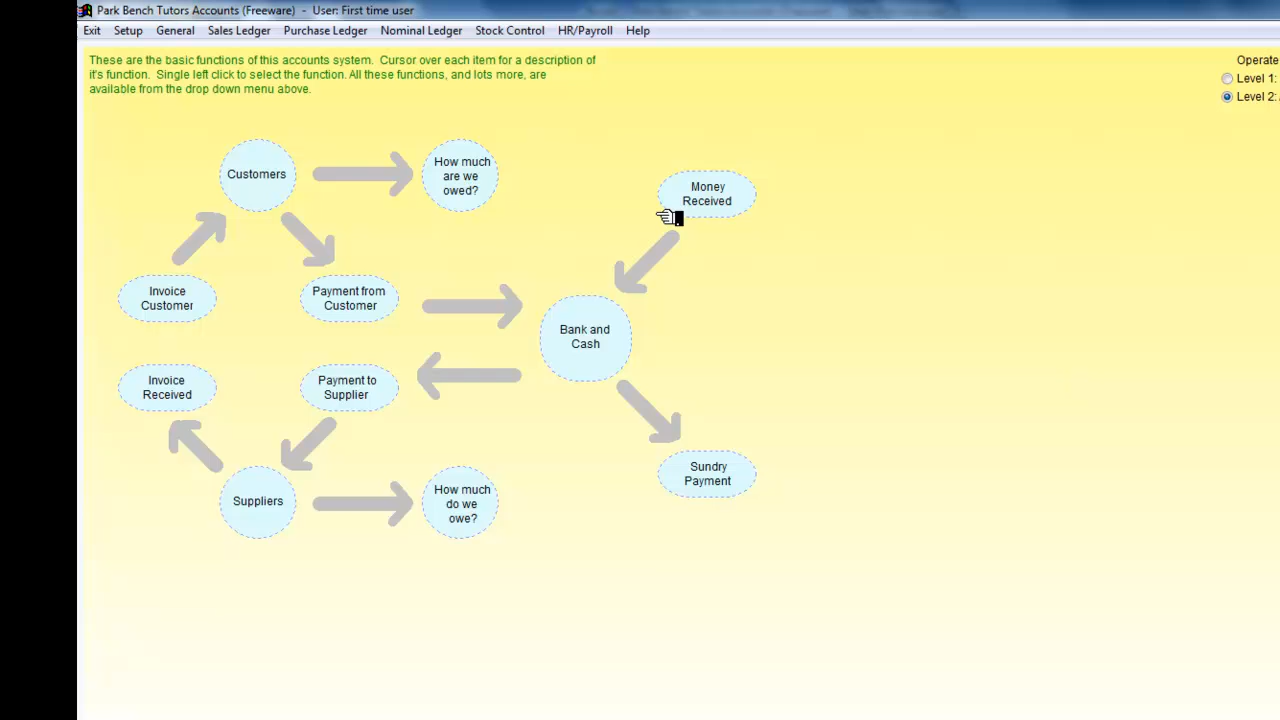 Park Bench Tutors Accounts (Freeware)  -  User: First time user
Exit Setup General Sales Ledger Purchase Ledger Nominal Ledger Stock Control HR/Payroll Help
These are the basic functions of this accounts system.  Cursor over each item for a description of
it's function.  Single left click to select the function. All these functions, and lots more, are
available from the drop down menu above.
Operate
Level 1:
Level 2:
Customers
How much
are we
owed?
Money
Received
Invoice
Customer
Payment from
Customer
Bank and
Cash
Invoice
Received
Payment to
Supplier
Sundry
Payment
Suppliers
How much
do we
owe?